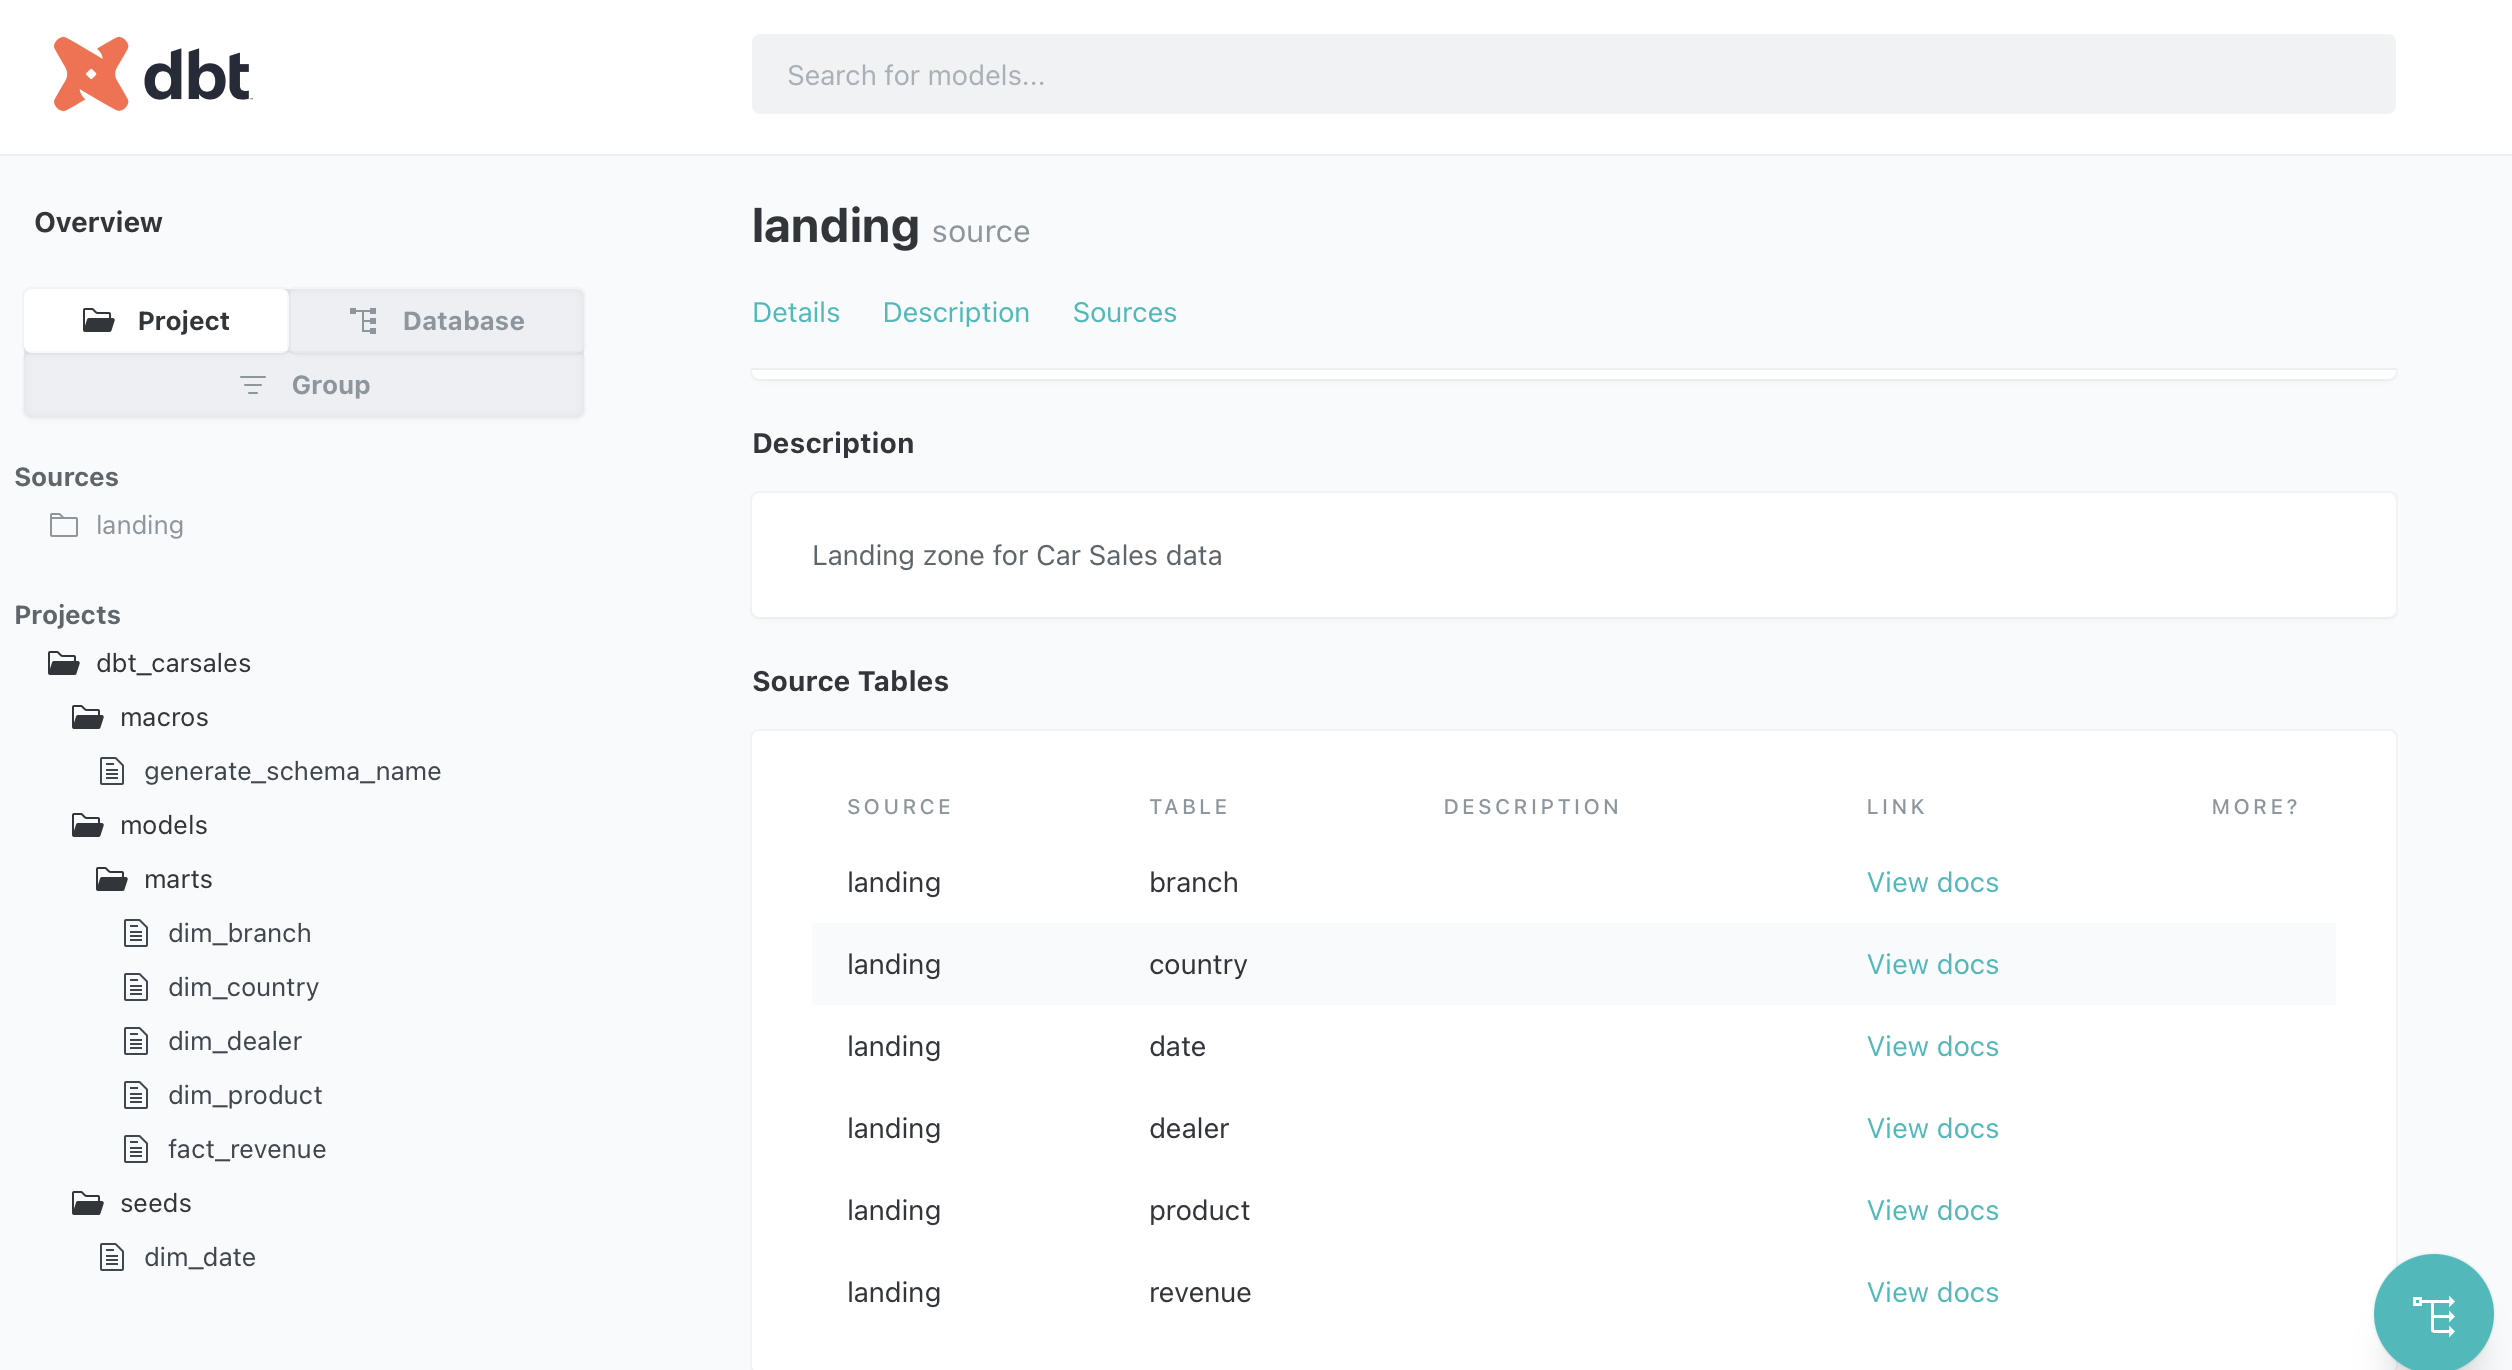 dbt
Search for models...
Overview
Project
Database
Group
Sources
landing
Projects
dbt_carsales
macros
generate_schema_name
models
marts
dim_branch
dim_country
dim_dealer
dim_product
fact_revenue
seeds
dim_date
landing source
Details Description Sources
Description
Landing zone for Car Sales data
Source Tables
SOURCE TABLE DESCRIPTION LINK MORE?
landing branch View docs
landing country View docs
landing date View docs
landing dealer View docs
landing product View docs
landing revenue View docs